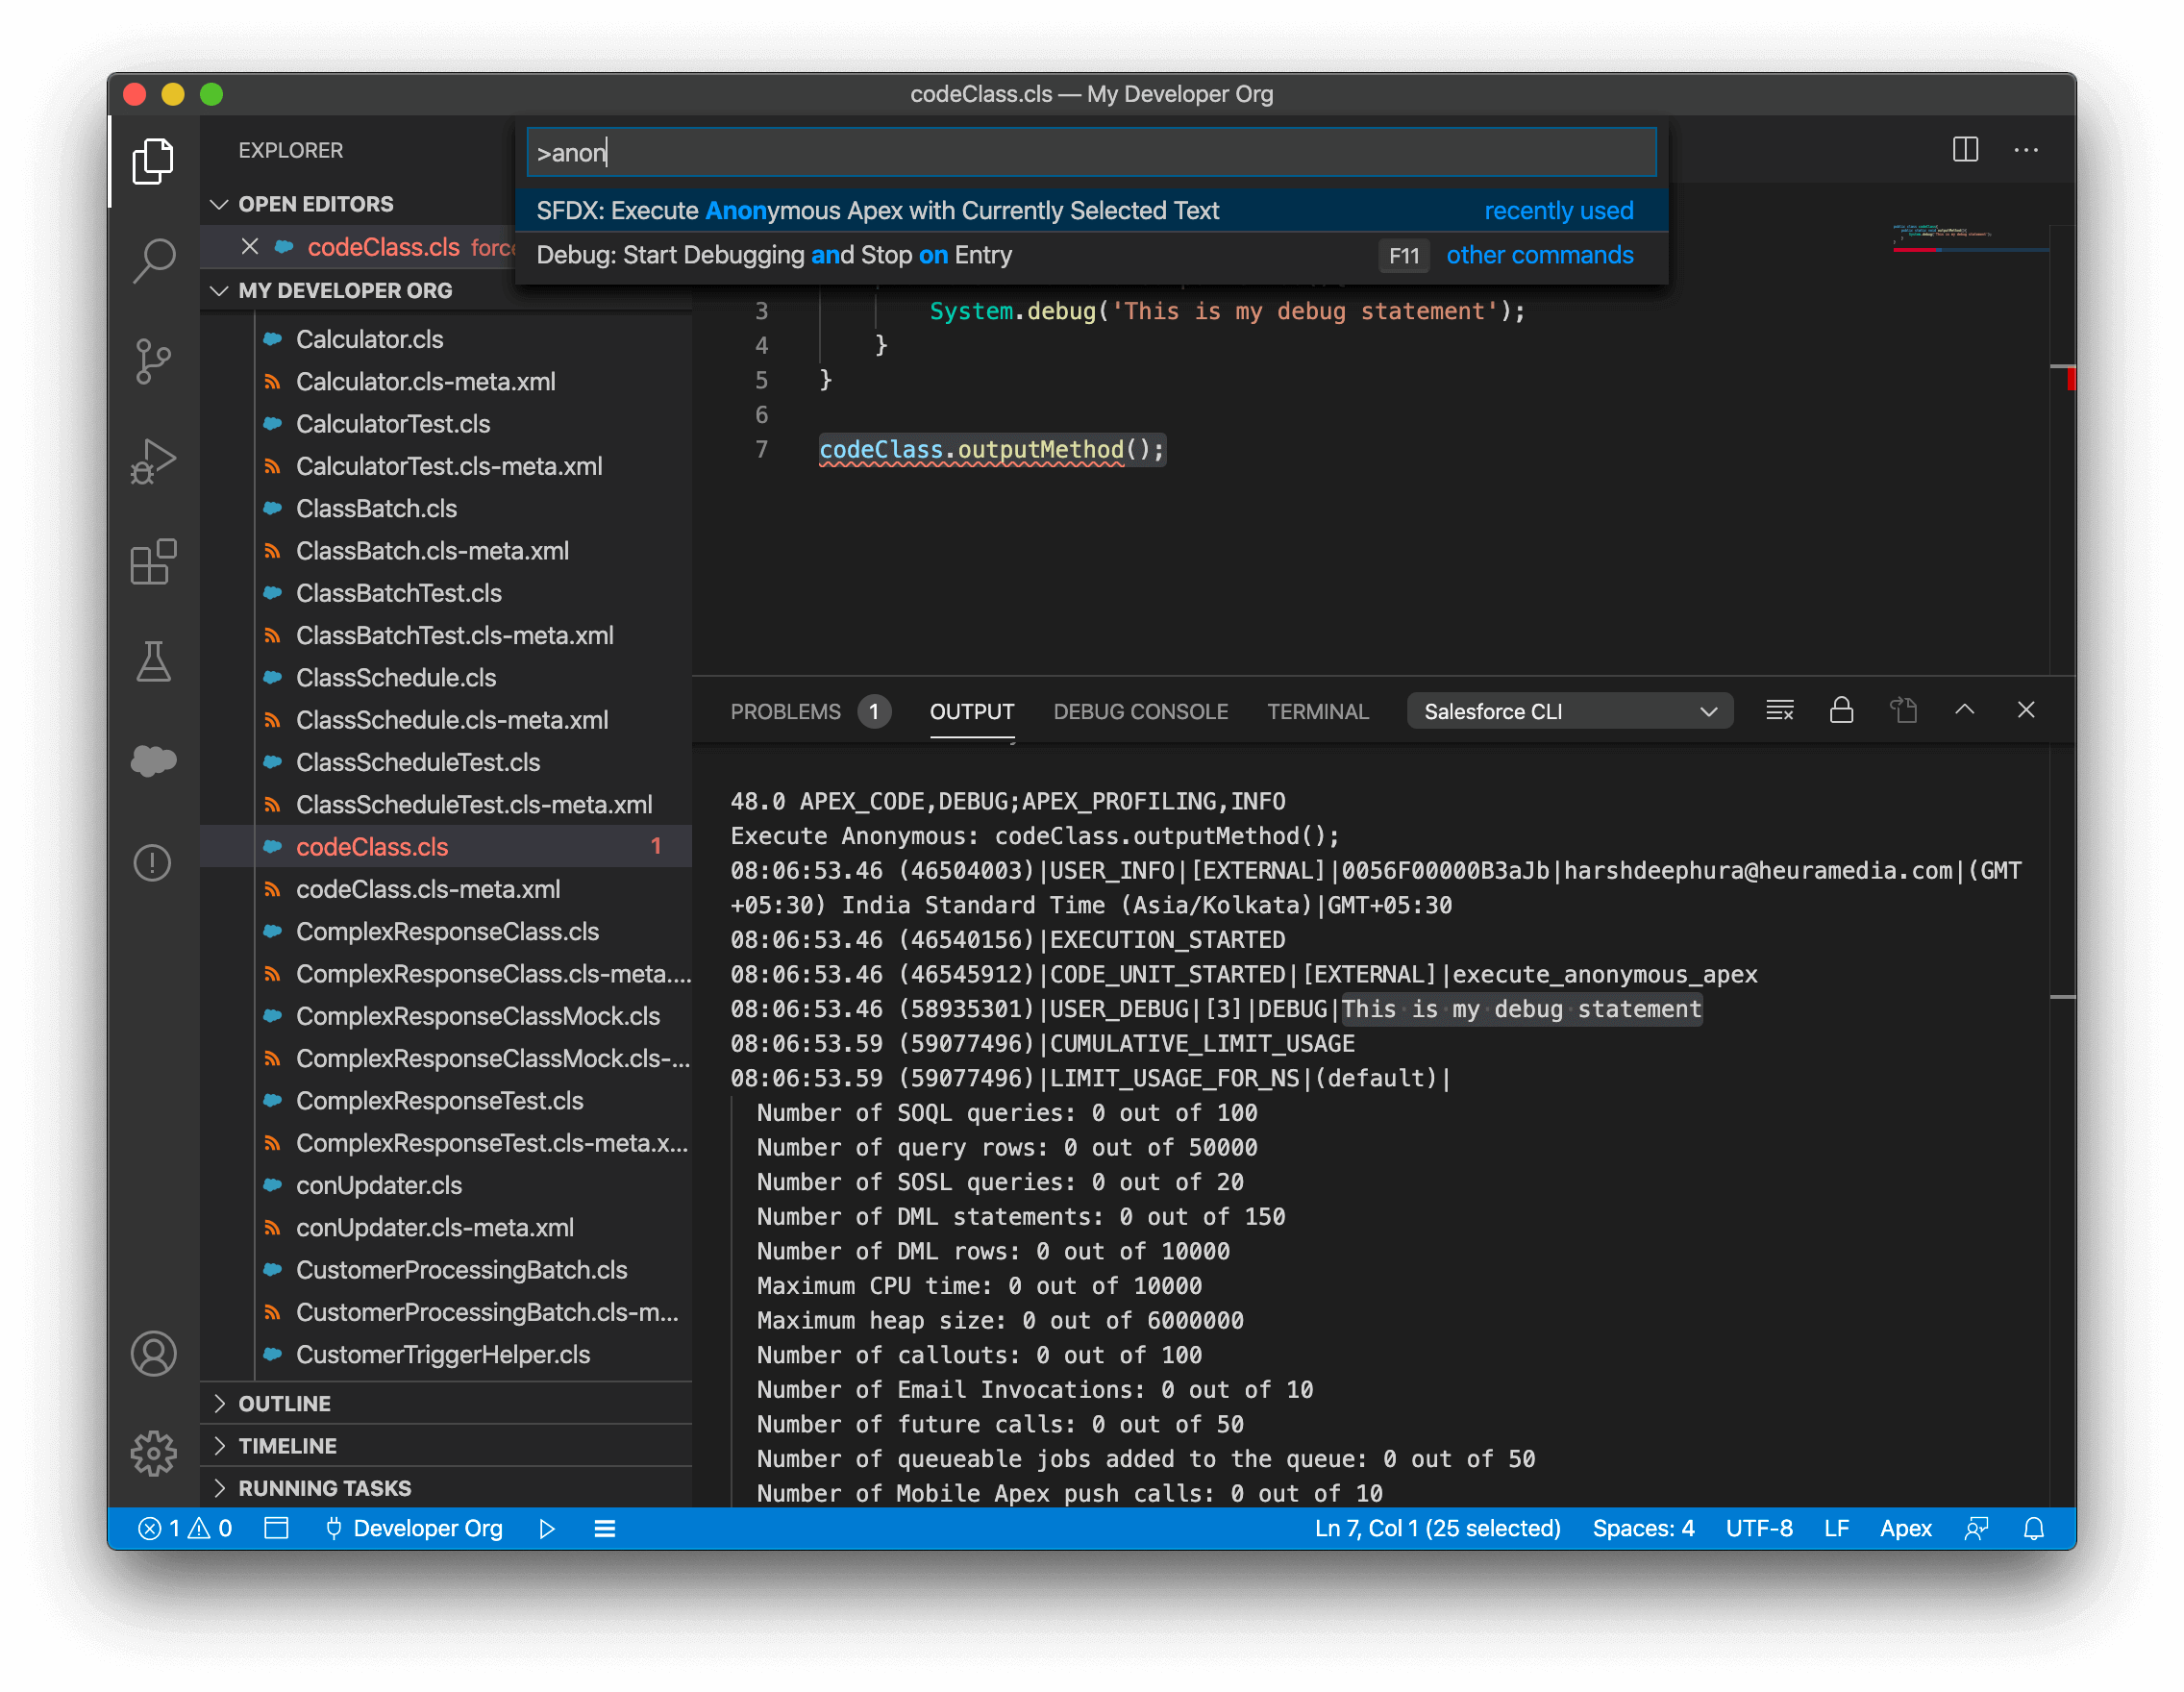 codeClass.cls — My Developer Org
EXPLORER
>anon
SFDX: Execute Anonymous Apex with Currently Selected Text recently used
Debug: Start Debugging and Stop on Entry F11 other commands
OPEN EDITORS
codeClass.cls force
MY DEVELOPER ORG
Calculator.cls
Calculator.cls-meta.xml
CalculatorTest.cls
CalculatorTest.cls-meta.xml
ClassBatch.cls
ClassBatch.cls-meta.xml
ClassBatchTest.cls
ClassBatchTest.cls-meta.xml
ClassSchedule.cls
ClassSchedule.cls-meta.xml
ClassScheduleTest.cls
ClassScheduleTest.cls-meta.xml
codeClass.cls 1
codeClass.cls-meta.xml
ComplexResponseClass.cls
ComplexResponseClass.cls-meta....
ComplexResponseClassMock.cls
ComplexResponseClassMock.cls-...
ComplexResponseTest.cls
ComplexResponseTest.cls-meta.x...
conUpdater.cls
conUpdater.cls-meta.xml
CustomerProcessingBatch.cls
CustomerProcessingBatch.cls-m...
CustomerTriggerHelper.cls
OUTLINE
TIMELINE
RUNNING TASKS
3 System.debug('This is my debug statement');
4 }
5 }
6
7 codeClass.outputMethod();
PROBLEMS 1 OUTPUT DEBUG CONSOLE TERMINAL Salesforce CLI
48.0 APEX_CODE,DEBUG;APEX_PROFILING,INFO
Execute Anonymous: codeClass.outputMethod();
08:06:53.46 (46504003)|USER_INFO|[EXTERNAL]|0056F00000B3aJb|harshdeephura@heuramedia.com|(GMT
+05:30) India Standard Time (Asia/Kolkata)|GMT+05:30
08:06:53.46 (46540156)|EXECUTION_STARTED
08:06:53.46 (46545912)|CODE_UNIT_STARTED|[EXTERNAL]|execute_anonymous_apex
08:06:53.46 (58935301)|USER_DEBUG|[3]|DEBUG|This is my debug statement
08:06:53.59 (59077496)|CUMULATIVE_LIMIT_USAGE
08:06:53.59 (59077496)|LIMIT_USAGE_FOR_NS|(default)|
Number of SOQL queries: 0 out of 100
Number of query rows: 0 out of 50000
Number of SOSL queries: 0 out of 20
Number of DML statements: 0 out of 150
Number of DML rows: 0 out of 10000
Maximum CPU time: 0 out of 10000
Maximum heap size: 0 out of 6000000
Number of callouts: 0 out of 100
Number of Email Invocations: 0 out of 10
Number of future calls: 0 out of 50
Number of queueable jobs added to the queue: 0 out of 50
Number of Mobile Apex push calls: 0 out of 10
1 0 Developer Org Ln 7, Col 1 (25 selected) Spaces: 4 UTF-8 LF Apex